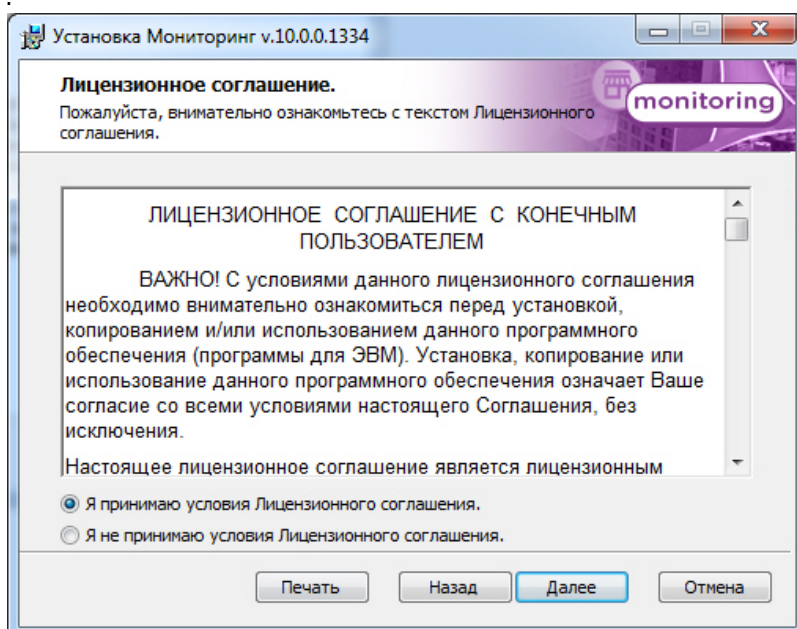 Установка Мониторинг v.10.0.0.1334
Лицензионное соглашение.
Пожалуйста, внимательно ознакомьтесь с текстом Лицензионного
соглашения.
monitoring
ЛИЦЕНЗИОННОЕ СОГЛАШЕНИЕ С КОНЕЧНЫМ
ПОЛЬЗОВАТЕЛЕМ
ВАЖНО! С условиями данного лицензионного соглашения
необходимо внимательно ознакомиться перед установкой,
копированием и/или использованием данного программного
обеспечения (программы для ЭВМ). Установка, копирование или
использование данного программного обеспечения означает Ваше
согласие со всеми условиями настоящего Соглашения, без
исключения.
Настоящее лицензионное соглашение является лицензионным
Я принимаю условия Лицензионного соглашения.
Я не принимаю условия Лицензионного соглашения.
Печать Назад Далее Отмена